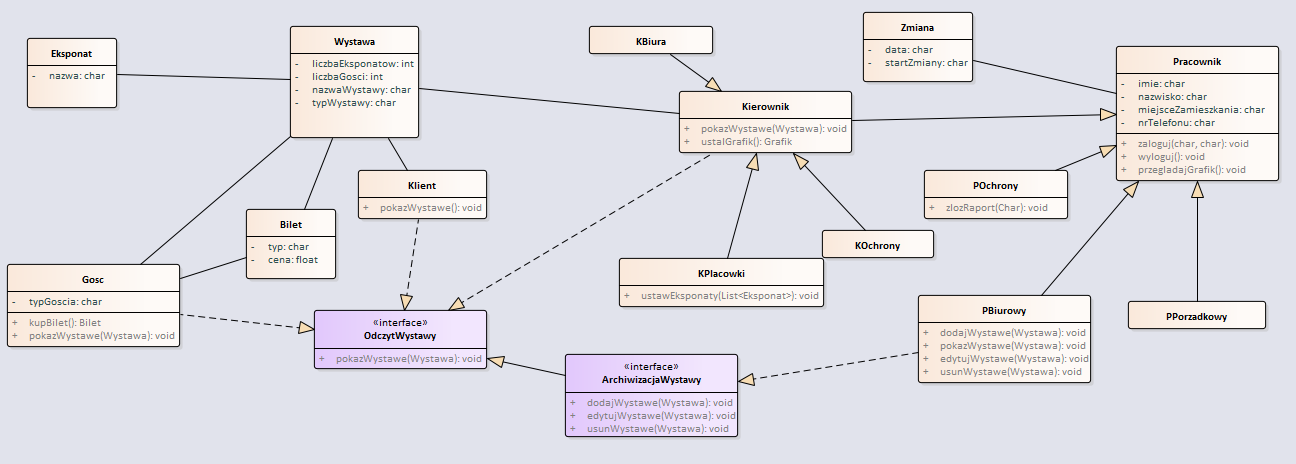 Eksponat
- nazwa: char
Wystawa
- liczbaEksponatow: int
- liczbaGosci: int
- nazwaWystawy: char
- typWystawy: char
KBiura
Zmiana
- data: char
- startZmiany: char
Pracownik
- imie: char
- nazwisko: char
- miejsceZamieszkania: char
- nrTelefonu: char
+ zaloguj(char, char): void
+ wyloguj(): void
+ przegladajGrafik(): void
Kierownik
+ pokazWystawe(Wystawa): void
+ ustalGrafik(): Grafik
Klient
+ pokazWystawe(): void
POchrony
+ zlozRaport(Char): void
Bilet
- typ: char
- cena: float
KOchrony
Gosc
- typGoscia: char
+ kupBilet(): Bilet
+ pokazWystawe(Wystawa): void
KPlacowki
+ ustawEksponaty(List<Eksponat>): void
PBiurowy
+ dodajWystawe(Wystawa): void
+ pokazWystawe(Wystawa): void
+ edytujWystawe(Wystawa): void
+ usunWystawe(Wystawa): void
PPorzadkowy
«interface»
OdczytWystawy
+ pokazWystawe(Wystawa): void
«interface»
ArchiwizacjaWystawy
+ dodajWystawe(Wystawa): void
+ edytujWystawe(Wystawa): void
+ usunWystawe(Wystawa): void